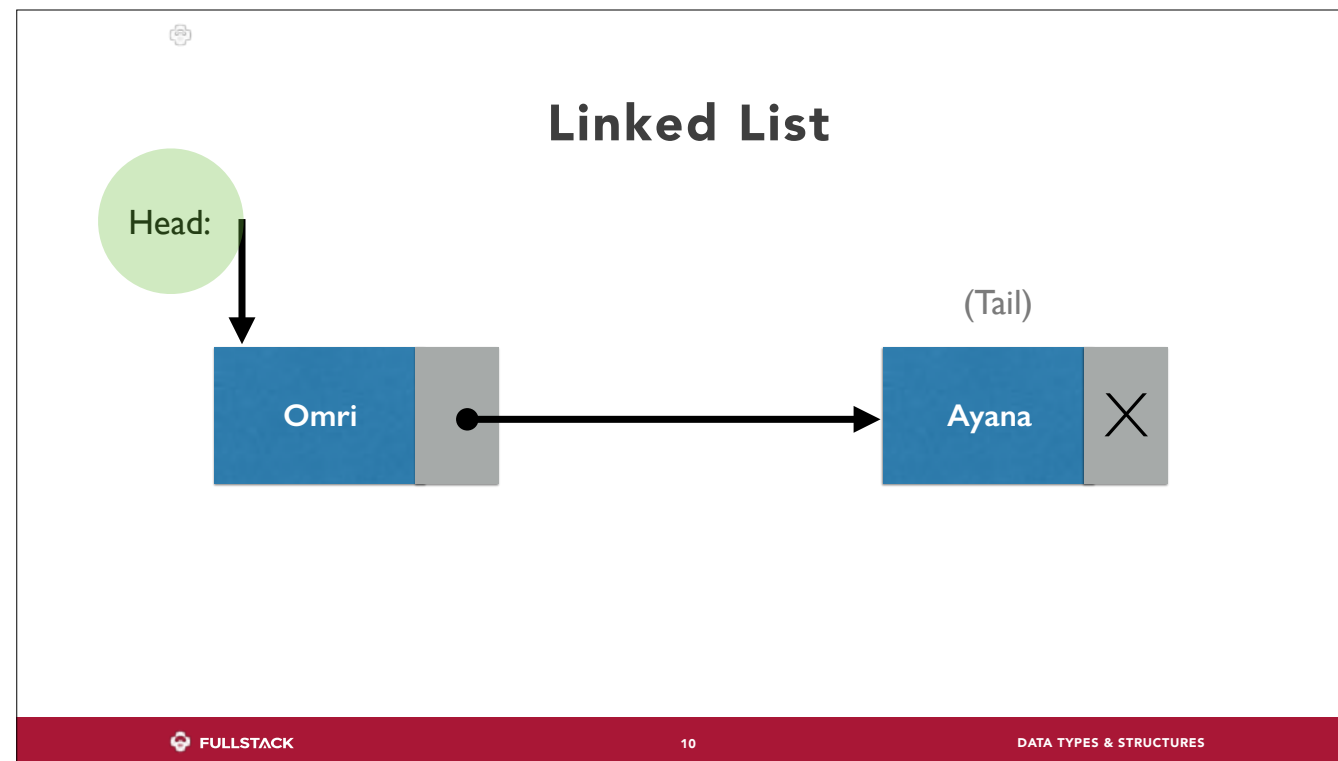 Linked List
Head:
(Tail)
Omri
Ayana
X
FULLSTACK
10
DATA TYPES & STRUCTURES